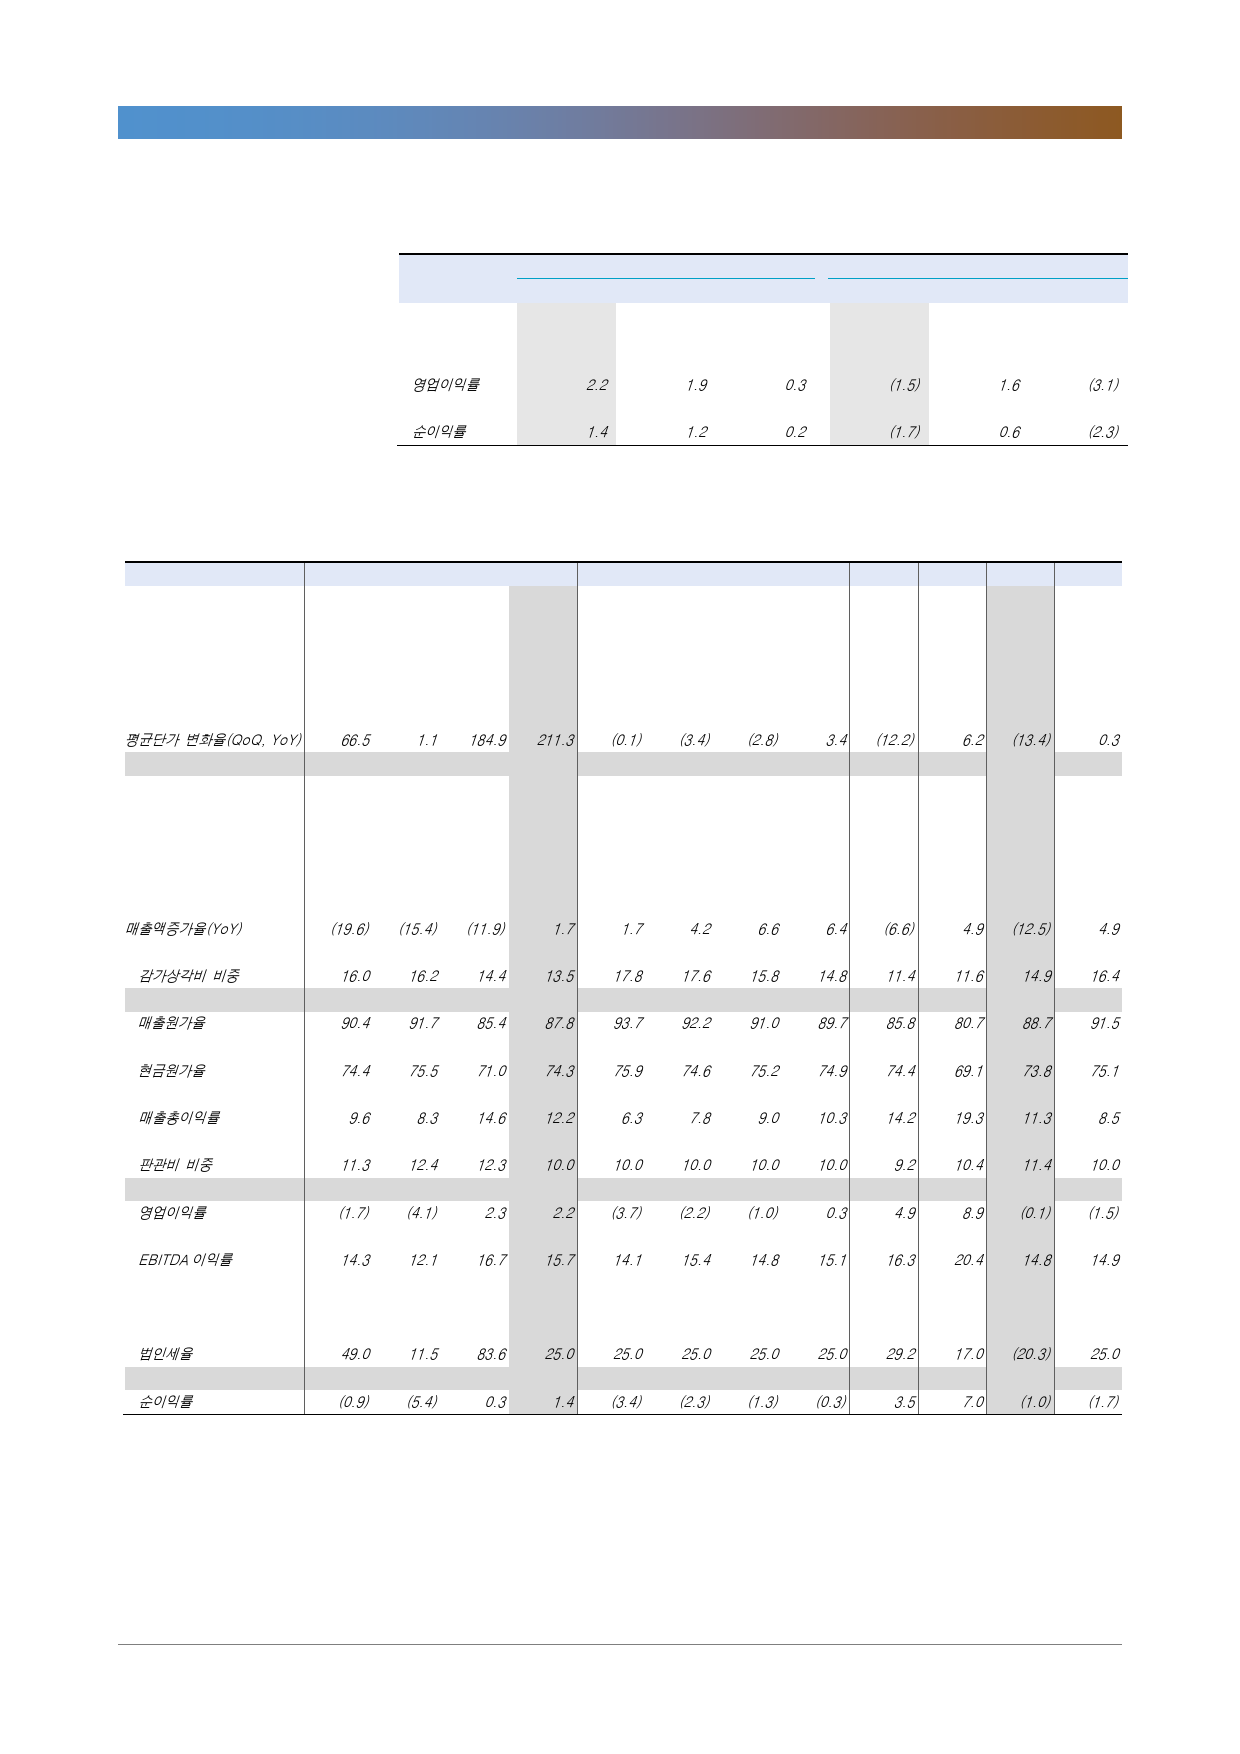 영업이익률 2.2 1.9 0.3 (1.5) 1.6 (3.1)
순이익률 1.4 1.2 0.2 (1.7) 0.6 (2.3)
평균단가 변화율(QoQ, YoY) 66.5 1.1 184.9 211.3 (0.1) (3.4) (2.8) 3.4 (12.2) 6.2 (13.4) 0.3
매출액증가율(YoY) (19.6) (15.4) (11.9) 1.7 1.7 4.2 6.6 6.4 (6.6) 4.9 (12.5) 4.9
감가상각비 비중 16.0 16.2 14.4 13.5 17.8 17.6 15.8 14.8 11.4 11.6 14.9 16.4
매출원가율 90.4 91.7 85.4 87.8 93.7 92.2 91.0 89.7 85.8 80.7 88.7 91.5
현금원가율 74.4 75.5 71.0 74.3 75.9 74.6 75.2 74.9 74.4 69.1 73.8 75.1
매출총이익률 9.6 8.3 14.6 12.2 6.3 7.8 9.0 10.3 14.2 19.3 11.3 8.5
판관비 비중 11.3 12.4 12.3 10.0 10.0 10.0 10.0 10.0 9.2 10.4 11.4 10.0
영업이익률 (1.7) (4.1) 2.3 2.2 (3.7) (2.2) (1.0) 0.3 4.9 8.9 (0.1) (1.5)
EBITDA 이익률 14.3 12.1 16.7 15.7 14.1 15.4 14.8 15.1 16.3 20.4 14.8 14.9
법인세율 49.0 11.5 83.6 25.0 25.0 25.0 25.0 25.0 29.2 17.0 (20.3) 25.0
순이익률 (0.9) (5.4) 0.3 1.4 (3.4) (2.3) (1.3) (0.3) 3.5 7.0 (1.0) (1.7)